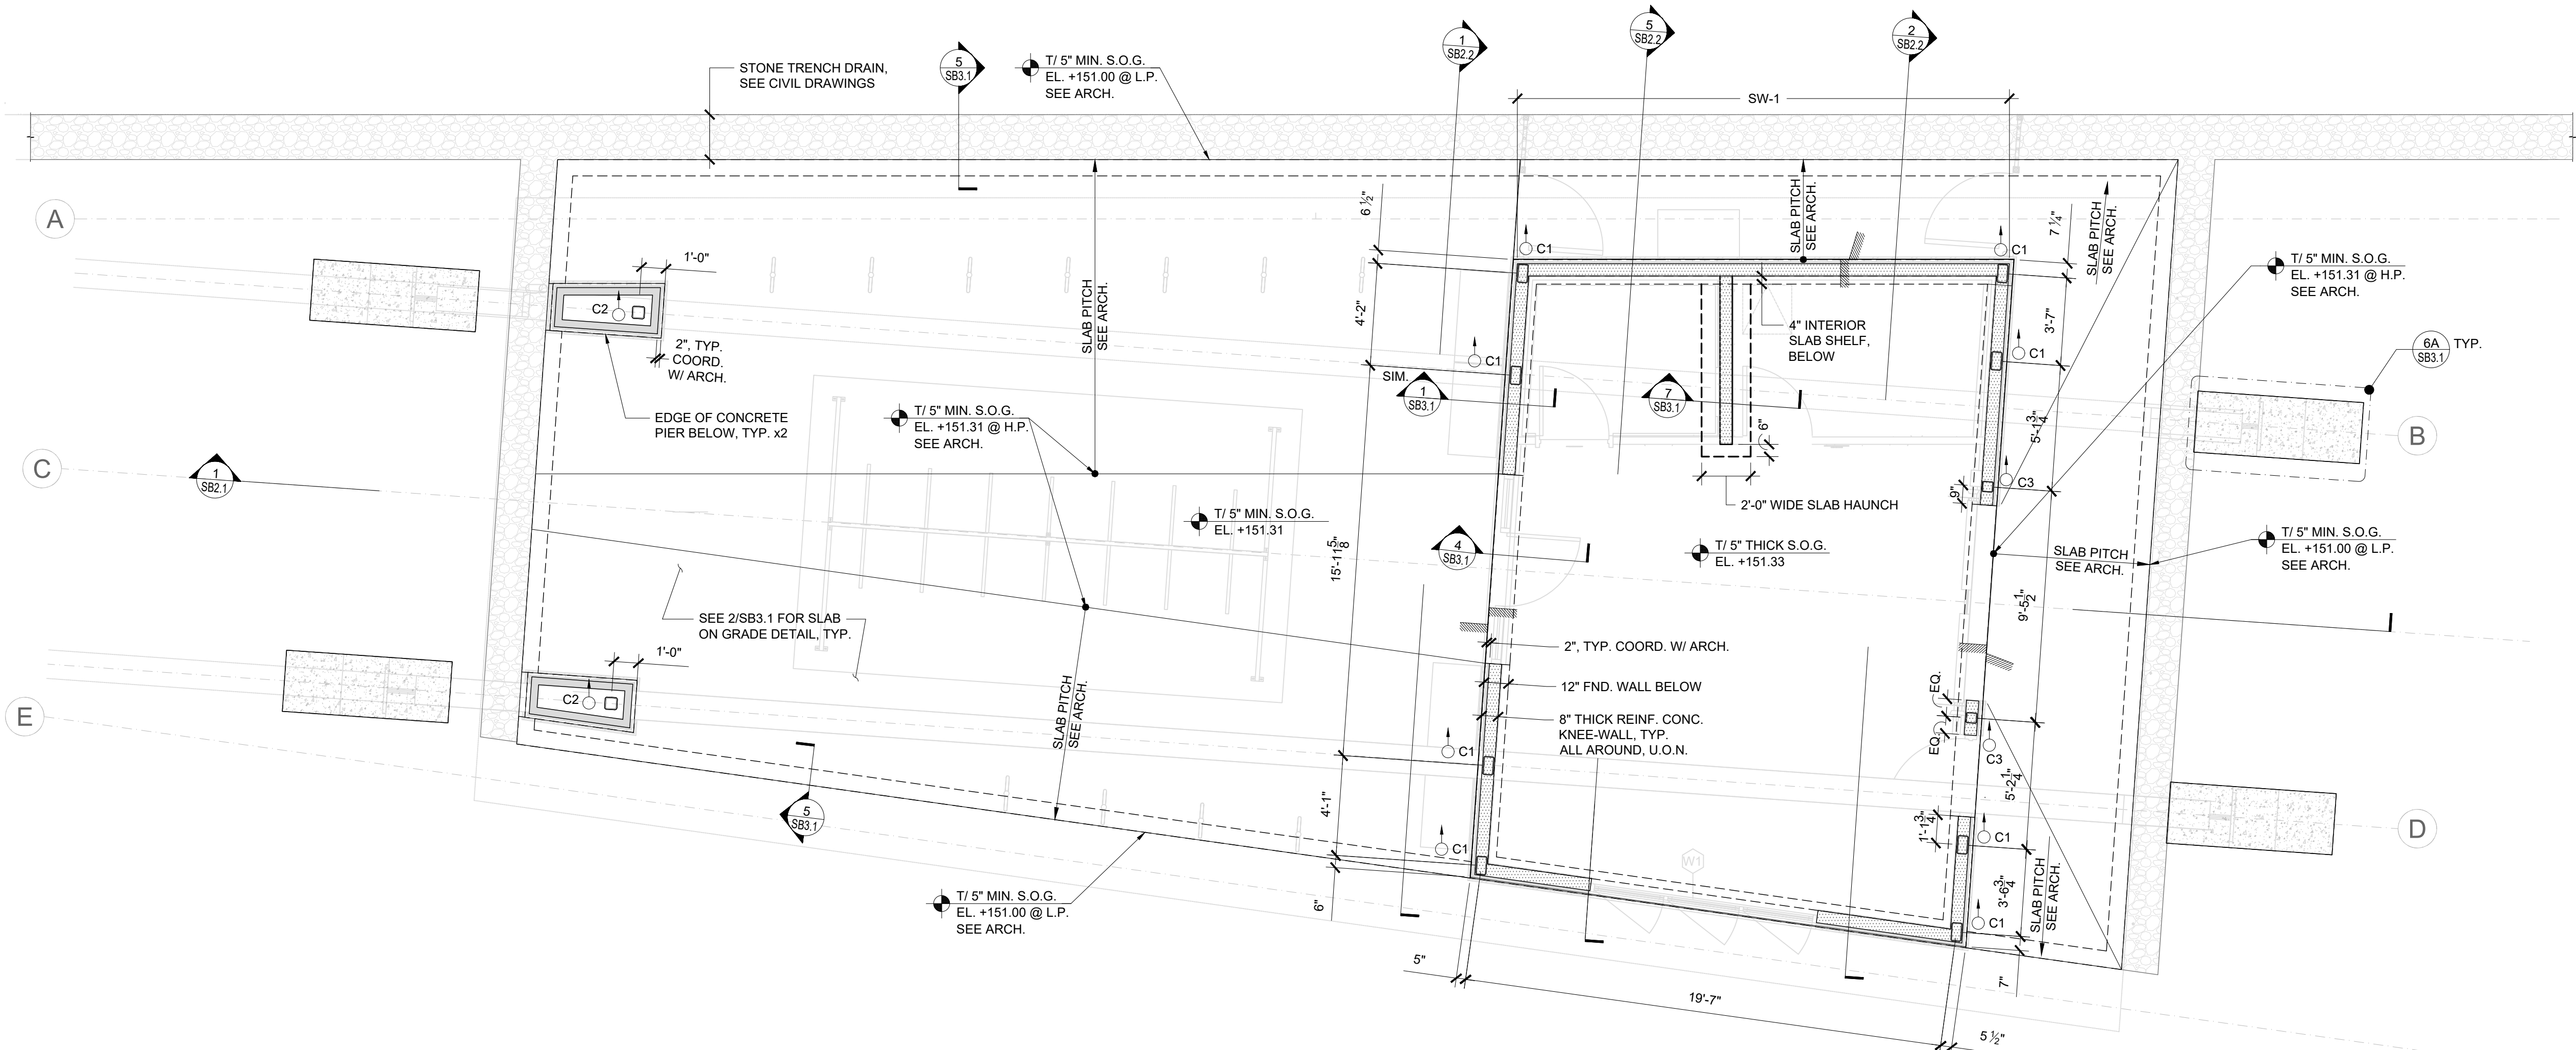 STONE TRENCH DRAIN,
SEE CIVIL DRAWINGS
5
SB3.1
T/ 5" MIN. S.O.G.
EL. +151.00 @ L.P.
SEE ARCH.
1
SB2.2
5
SB2.2
2
SB2.2
SW-1
A
1'-0"
C2
2", TYP.
COORD.
W/ ARCH.
EDGE OF CONCRETE
PIER BELOW, TYP. x2
SLAB PITCH
SEE ARCH.
6 ½"
4'-2"
C1
C1
SLAB PITCH
SEE ARCH.
C1
7 ¼"
SLAB PITCH
SEE ARCH.
3'-7"
C1
T/ 5" MIN. S.O.G.
EL. +151.31 @ H.P.
SEE ARCH.
6A
SB3.1
TYP.
B
4" INTERIOR
SLAB SHELF,
BELOW
SIM.
1
SB3.1
7
SB3.1
6"
2'-0" WIDE SLAB HAUNCH
5'-1 3/4"
9"
C3
C
1
SB2.1
T/ 5" MIN. S.O.G.
EL. +151.31 @ H.P.
SEE ARCH.
T/ 5" MIN. S.O.G.
EL. +151.31
15'-11 5/8"
4
SB3.1
T/ 5" THICK S.O.G.
EL. +151.33
SLAB PITCH
SEE ARCH.
T/ 5" MIN. S.O.G.
EL. +151.00 @ L.P.
SEE ARCH.
9'-5 1/2"
SEE 2/SB3.1 FOR SLAB
ON GRADE DETAIL, TYP.
2", TYP. COORD. W/ ARCH.
12" FND. WALL BELOW
8" THICK REINF. CONC.
KNEE-WALL, TYP.
ALL AROUND, U.O.N.
EQ.
EQ.
C3
1'-0"
C2
E
SLAB PITCH
SEE ARCH.
5
SB3.1
C1
4'-1"
C1
6"
W1
1'-1 3/4"
5'-2 1/4"
C1
3'-6 3/4"
C1
SLAB PITCH
SEE ARCH.
D
T/ 5" MIN. S.O.G.
EL. +151.00 @ L.P.
SEE ARCH.
5"
19'-7"
5 ½"
7"